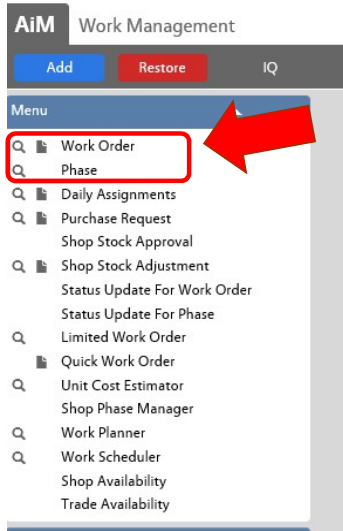 AiM Work Management
Add Restore IQ
Menu
Work Order
Phase
Daily Assignments
Purchase Request
Shop Stock Approval
Shop Stock Adjustment
Status Update For Work Order
Status Update For Phase
Limited Work Order
Quick Work Order
Unit Cost Estimator
Shop Phase Manager
Work Planner
Work Scheduler
Shop Availability
Trade Availability